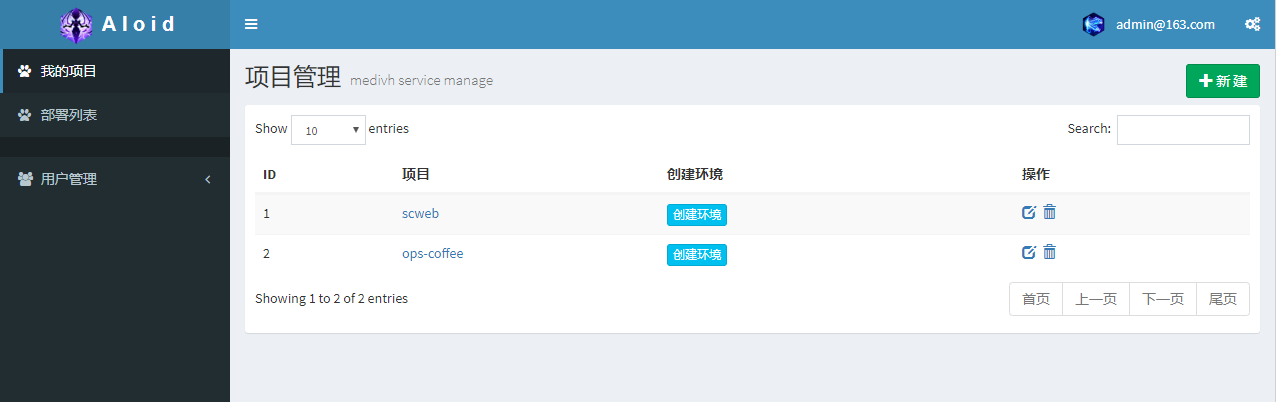 Aloid
admin@163.com
我的项目
部署列表
用户管理
项目管理 medivh service manage
新建
Show 10 entries
Search:
ID 项目 创建环境 操作
1 scweb 创建环境
2 ops-coffee 创建环境
Showing 1 to 2 of 2 entries
首页 上一页 下一页 尾页